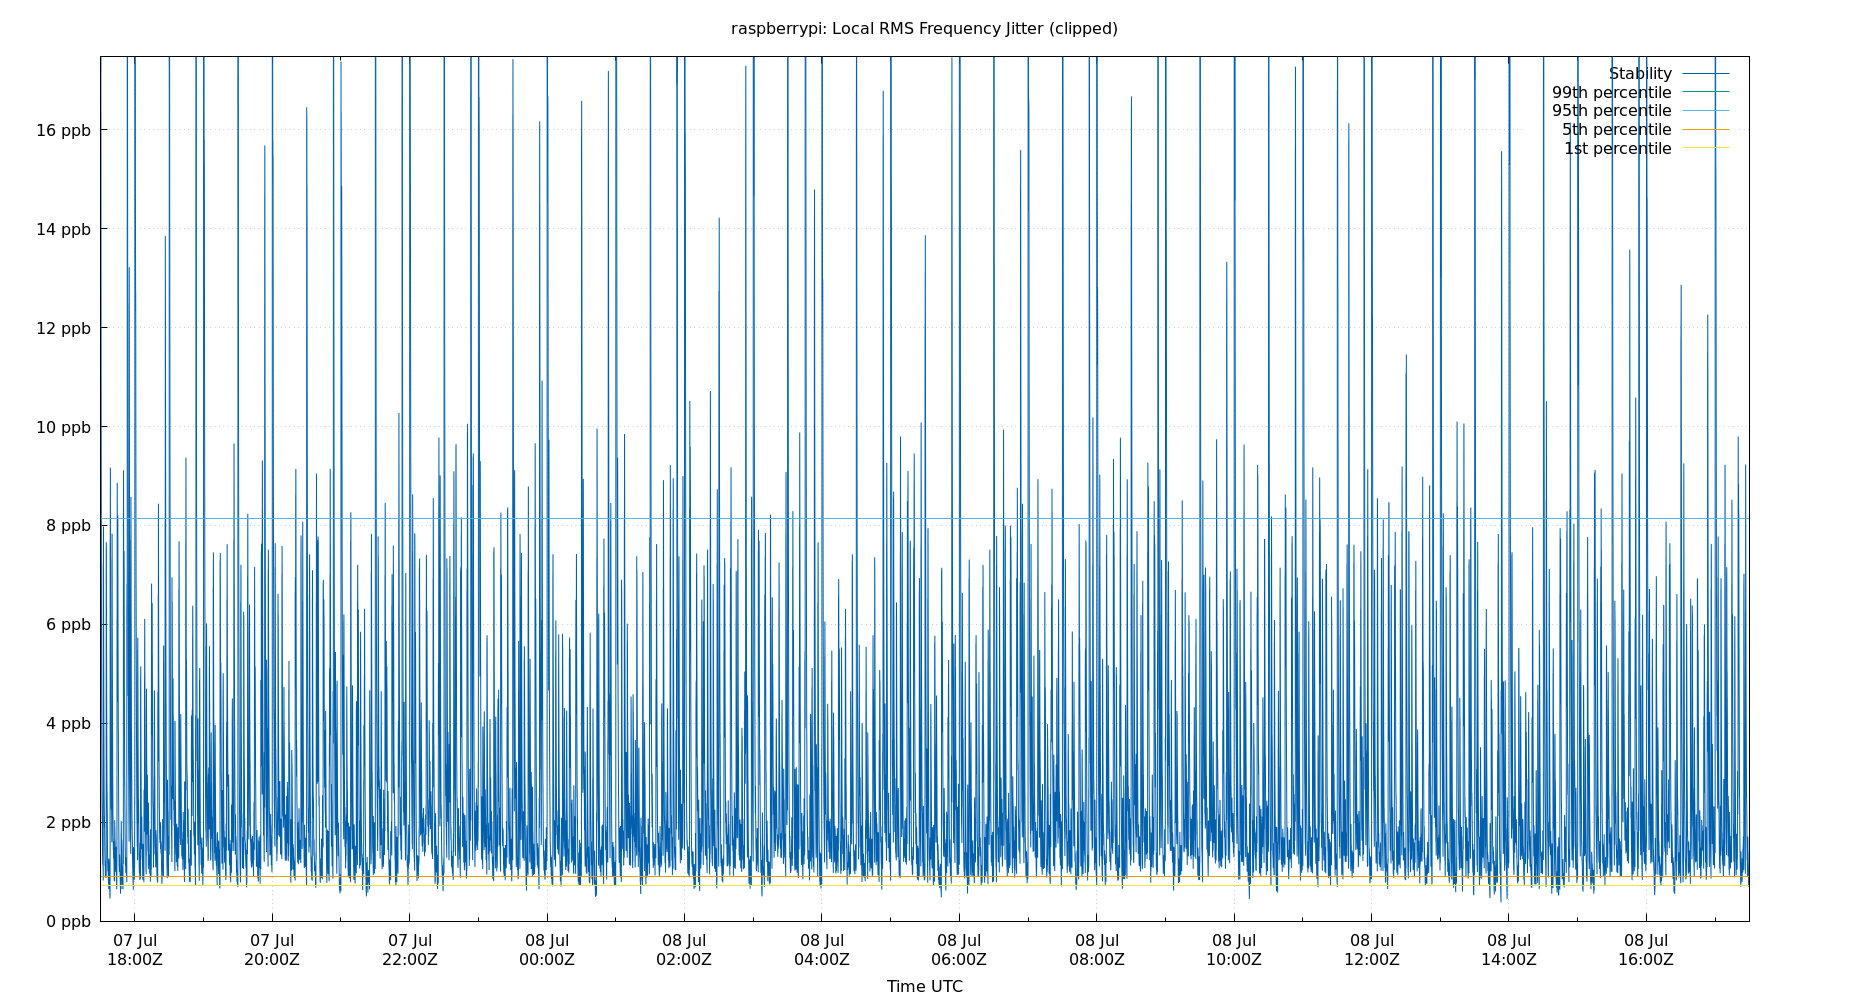 raspberrypi: Local RMS Frequency Jitter (clipped)
Stability
99th percentile
95th percentile
5th percentile
1st percentile
16 ppb
14 ppb
12 ppb
10 ppb
8 ppb
6 ppb
4 ppb
2 ppb
0 ppb
07 Jul 07 Jul 07 Jul 08 Jul 08 Jul 08 Jul 08 Jul 08 Jul 08 Jul 08 Jul 08 Jul 08 Jul
18:00Z 20:00Z 22:00Z 00:00Z 02:00Z 04:00Z 06:00Z 08:00Z 10:00Z 12:00Z 14:00Z 16:00Z
Time UTC